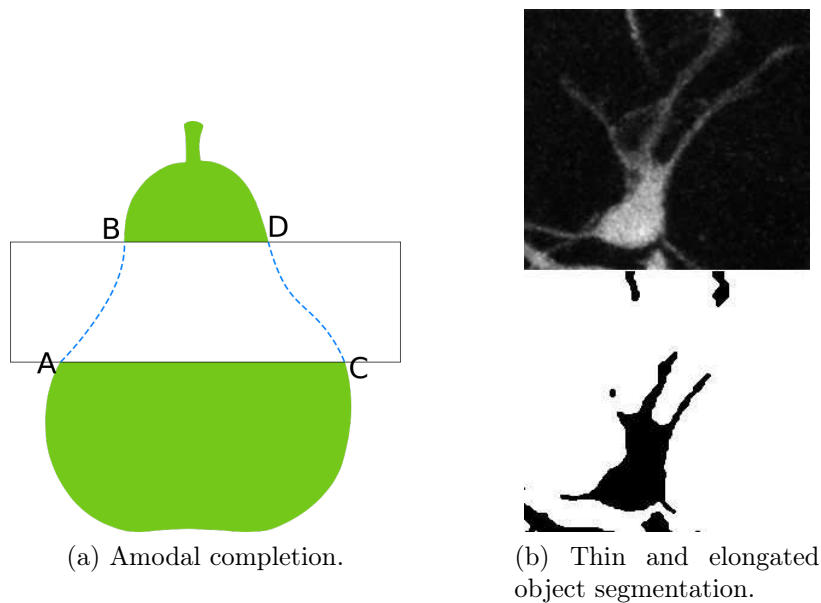 B
D
A
C
(a) Amodal completion.
(b) Thin and elongated
object segmentation.